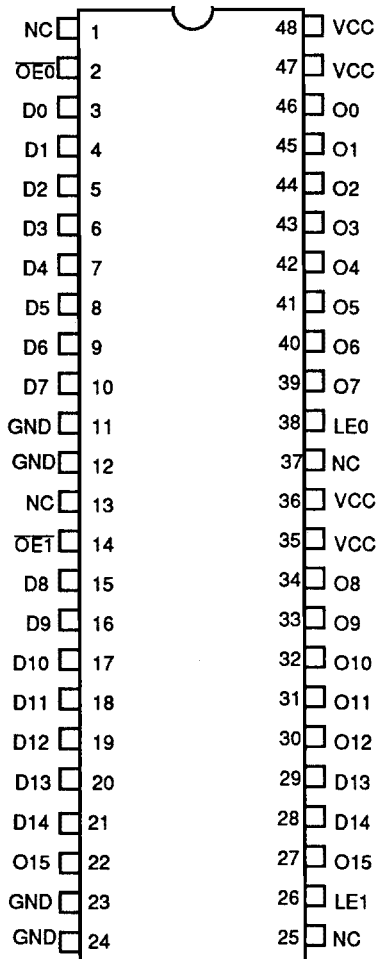 NC 1 48 VCC
OE0 2 47 VCC
D0 3 46 O0
D1 4 45 O1
D2 5 44 O2
D3 6 43 O3
D4 7 42 O4
D5 8 41 O5
D6 9 40 O6
D7 10 39 O7
GND 11 38 LE0
GND 12 37 NC
NC 13 36 VCC
OE1 14 35 VCC
D8 15 34 O8
D9 16 33 O9
D10 17 32 O10
D11 18 31 O11
D12 19 30 O12
D13 20 29 D13
D14 21 28 D14
O15 22 27 O15
GND 23 26 LE1
GND 24 25 NC